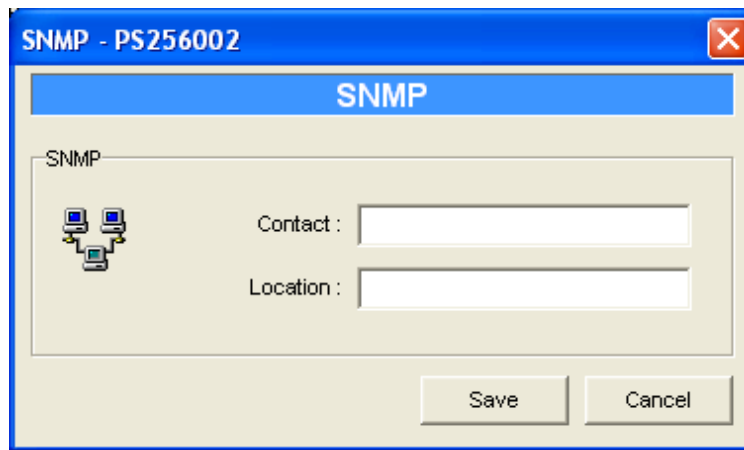 SNMP - PS256002
SNMP
SNMP
Contact :
Location :
Save
Cancel